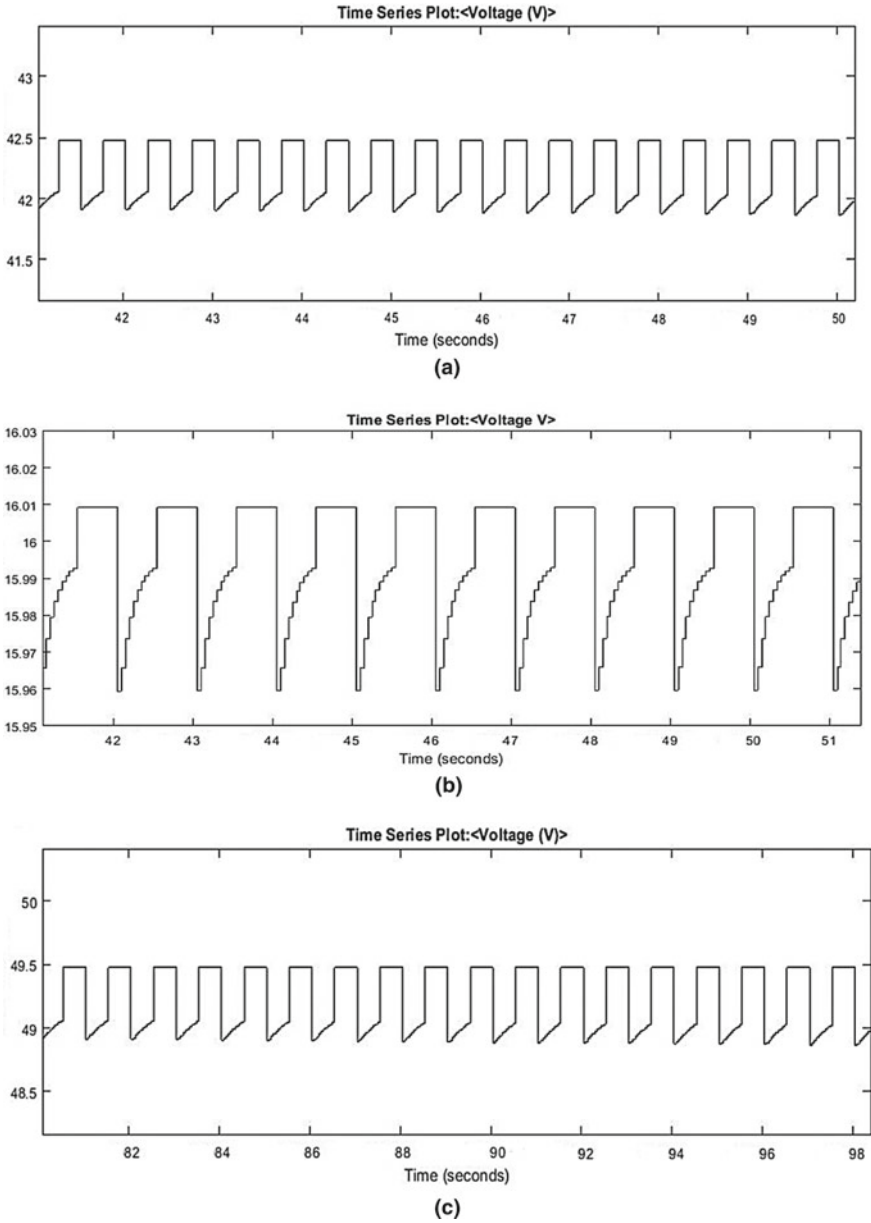 Time Series Plot:<Voltage (V)>
43
42.5
42
41.5
42 43 44 45 46 47 48 49 50
Time (seconds)
(a)
Time Series Plot:<Voltage V>
16.03
16.02
16.01
16
15.99
15.98
15.97
15.96
15.95
42 43 44 45 46 47 48 49 50 51
Time (seconds)
(b)
Time Series Plot:<Voltage (V)>
50
49.5
49
48.5
82 84 86 88 90 92 94 96 98
Time (seconds)
(c)